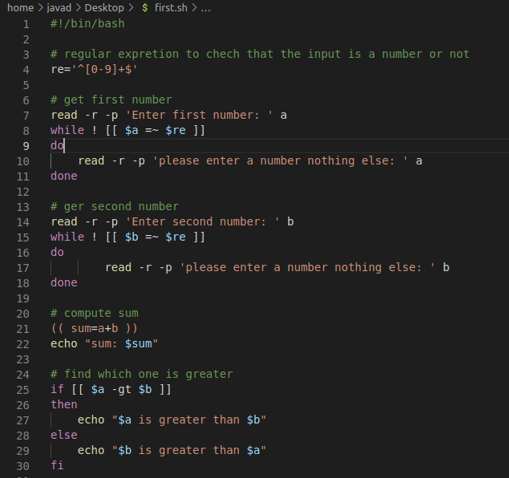 home > javad > Desktop > $ first.sh > ...
1 #!/bin/bash
2
3 # regular expretion to chech that the input is a number or not
4 re='^[0-9]+$'
5
6 # get first number
7 read -r -p 'Enter first number: ' a
8 while ! [[ $a =~ $re ]]
9 do
10     read -r -p 'please enter a number nothing else: ' a
11 done
12
13 # ger second number
14 read -r -p 'Enter second number: ' b
15 while ! [[ $b =~ $re ]]
16 do
17         read -r -p 'please enter a number nothing else: ' b
18 done
19
20 # compute sum
21 (( sum=a+b ))
22 echo "sum: $sum"
23
24 # find which one is greater
25 if [[ $a -gt $b ]]
26 then
27     echo "$a is greater than $b"
28 else
29     echo "$b is greater than $a"
30 fi